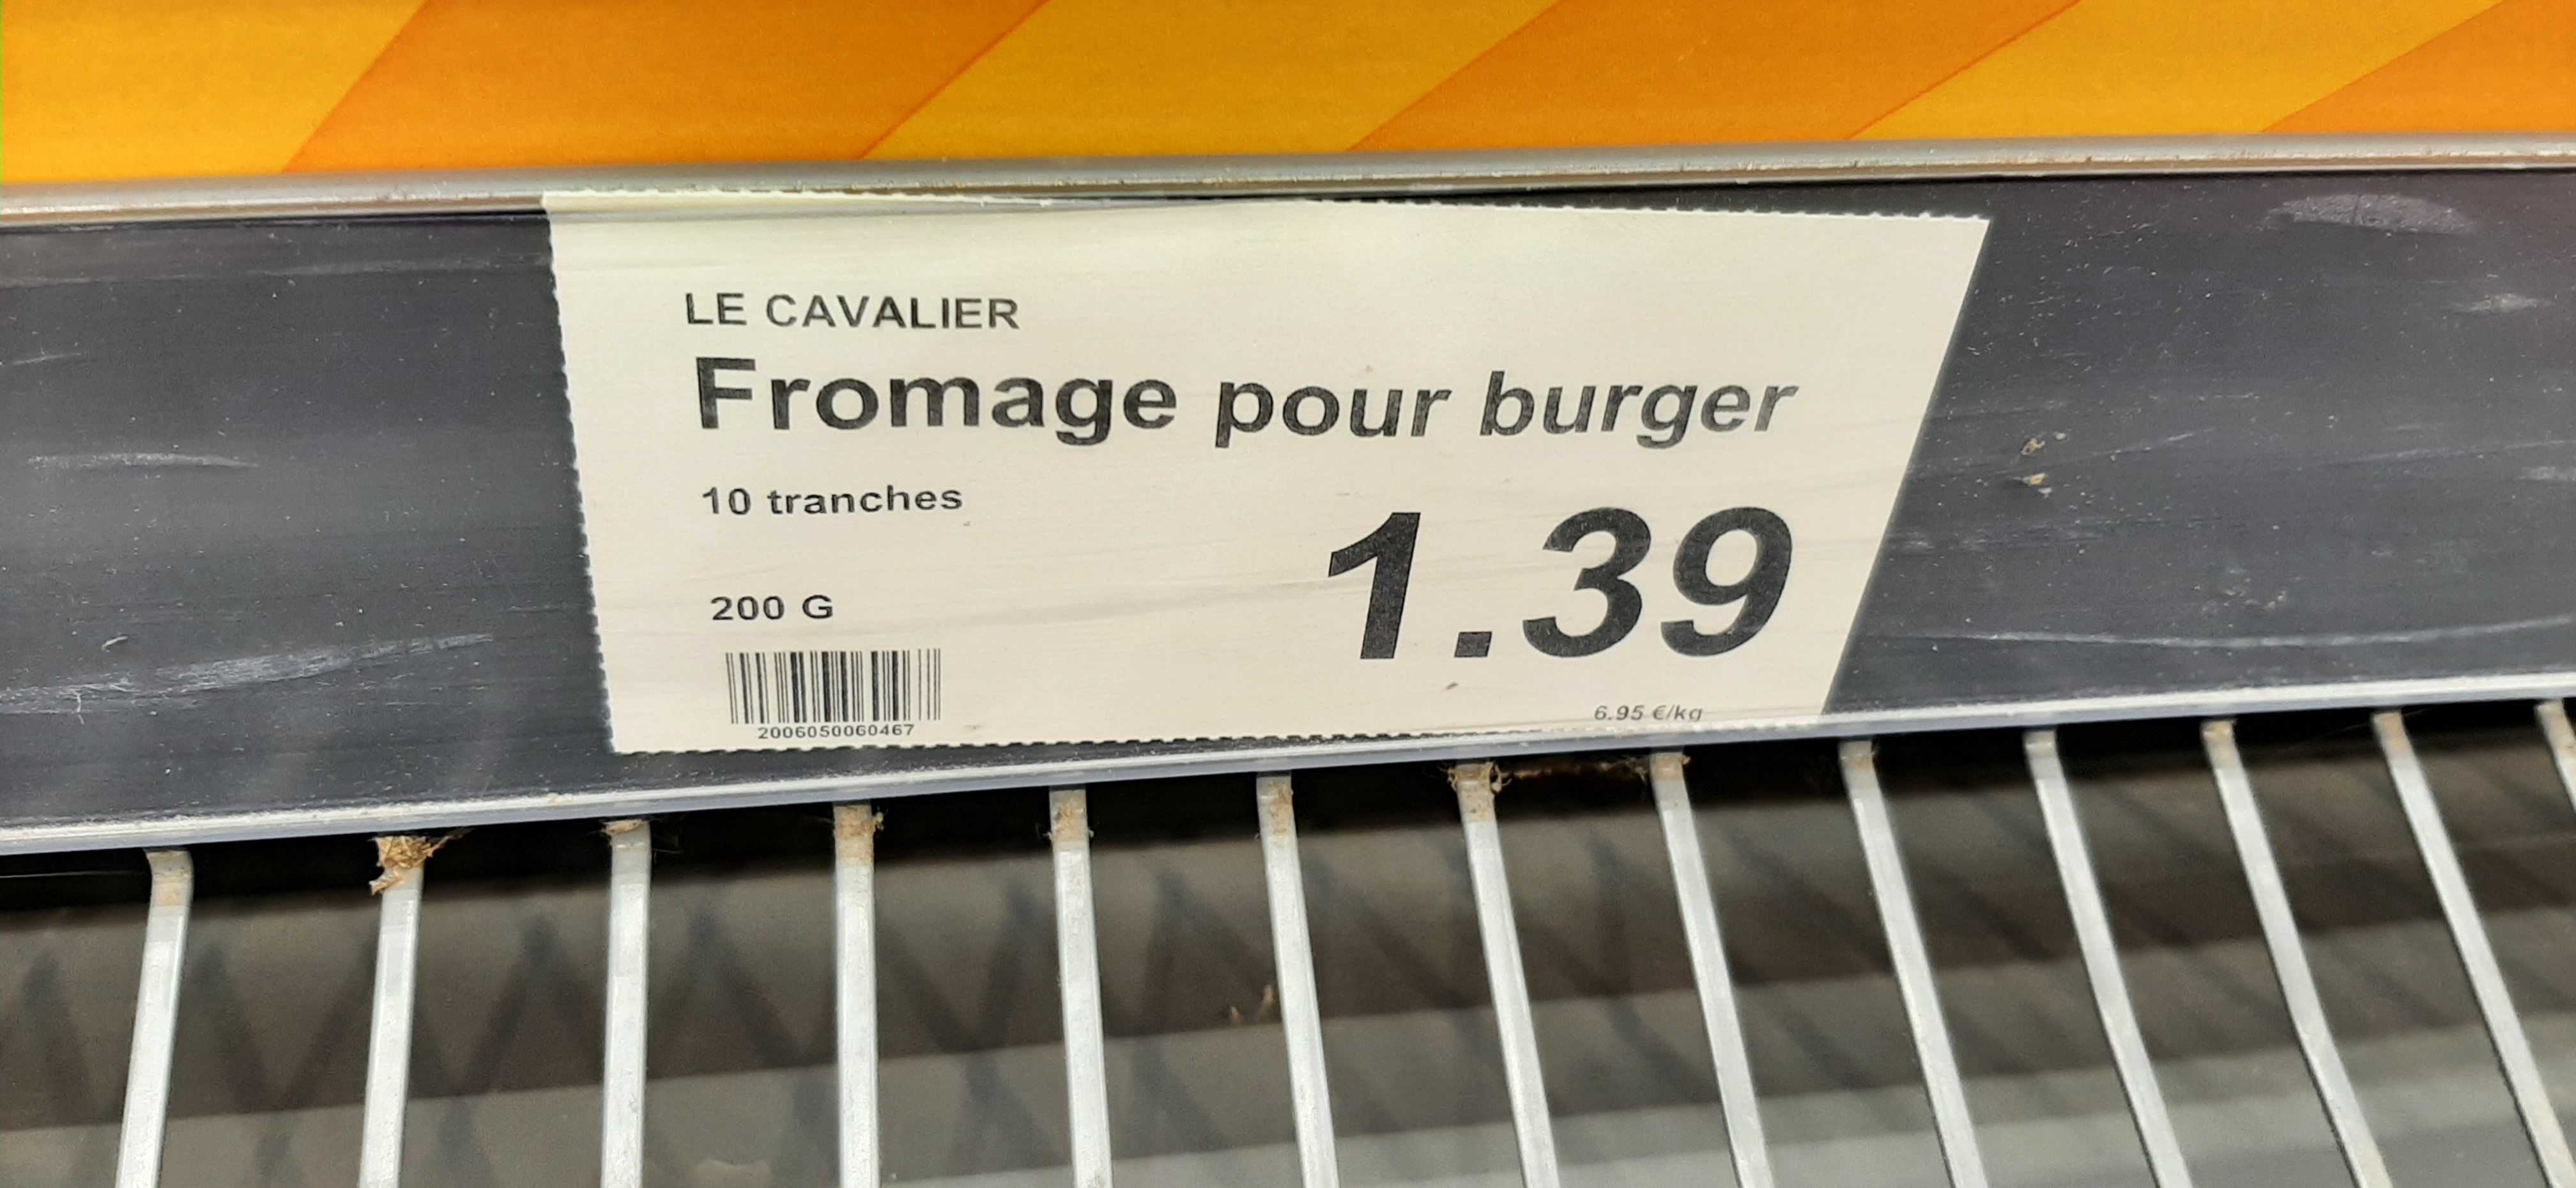 LE CAVALIER
Fromage pour burger
10 tranches
1.39
200 G
2006050060467
6.95 €/kg